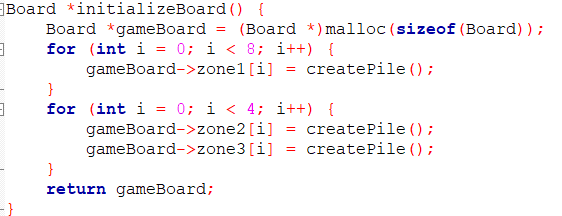 Board *initializeBoard() {
    Board *gameBoard = (Board *)malloc(sizeof(Board));
    for (int i = 0; i < 8; i++) {
        gameBoard->zone1[i] = createPile();
    }
    for (int i = 0; i < 4; i++) {
        gameBoard->zone2[i] = createPile();
        gameBoard->zone3[i] = createPile();
    }
    return gameBoard;
}